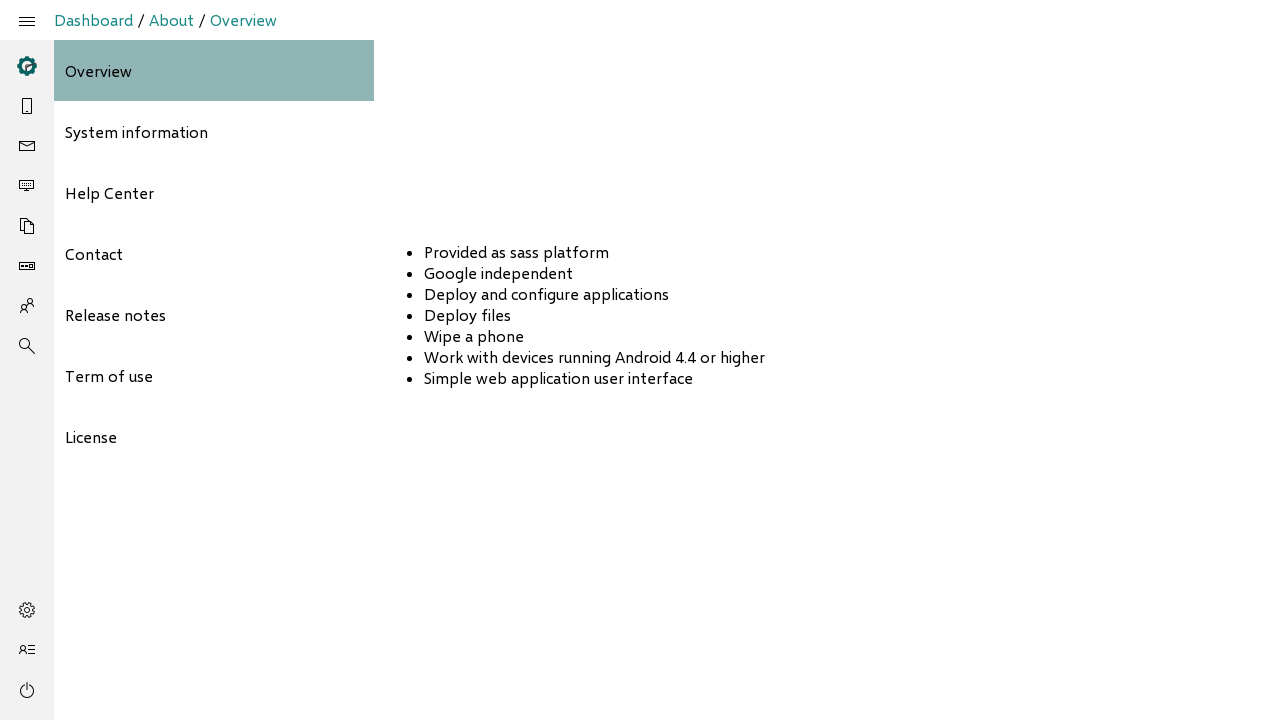 Dashboard / About / Overview
Overview
System information
Help Center
Contact
Release notes
Term of use
License
Provided as sass platform
Google independent
Deploy and configure applications
Deploy files
Wipe a phone
Work with devices running Android 4.4 or higher
Simple web application user interface